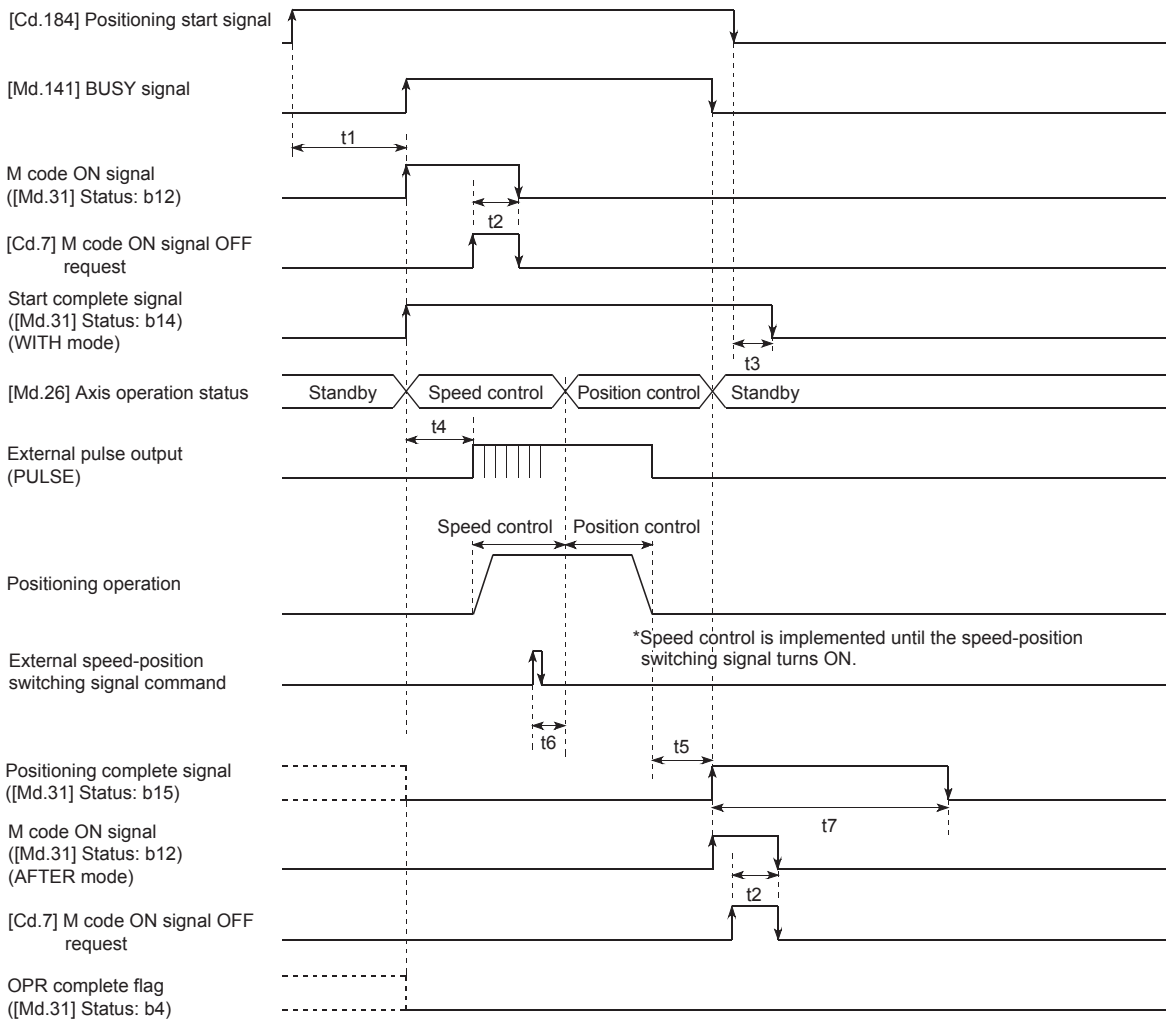 [Cd.184] Positioning start signal
[Md.141] BUSY signal
t1
M code ON signal
([Md.31] Status: b12)
t2
[Cd.7] M code ON signal OFF
request
Start complete signal
([Md.31] Status: b14)
(WITH mode)
t3
[Md.26] Axis operation status
Standby
Speed control
Position control
Standby
t4
External pulse output
(PULSE)
Speed control
Position control
Positioning operation
*Speed control is implemented until the speed-position
switching signal turns ON.
External speed-position
switching signal command
t6
t5
Positioning complete signal
([Md.31] Status: b15)
t7
M code ON signal
([Md.31] Status: b12)
(AFTER mode)
t2
[Cd.7] M code ON signal OFF
request
OPR complete flag
([Md.31] Status: b4)